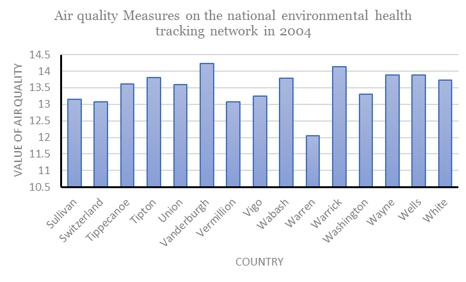 Air quality Measures on the national environmental health
tracking network in 2004
VALUE OF AIR QUALITY
14.5
14
13.5
13
12.5
12
11.5
11
10.5
Sullivan
Switzerland
Tippecanoe
Tipton
Union
Vanderburgh
Vermillion
Vigo
Wabash
Warren
Warrick
Washington
Wayne
Wells
White
COUNTRY